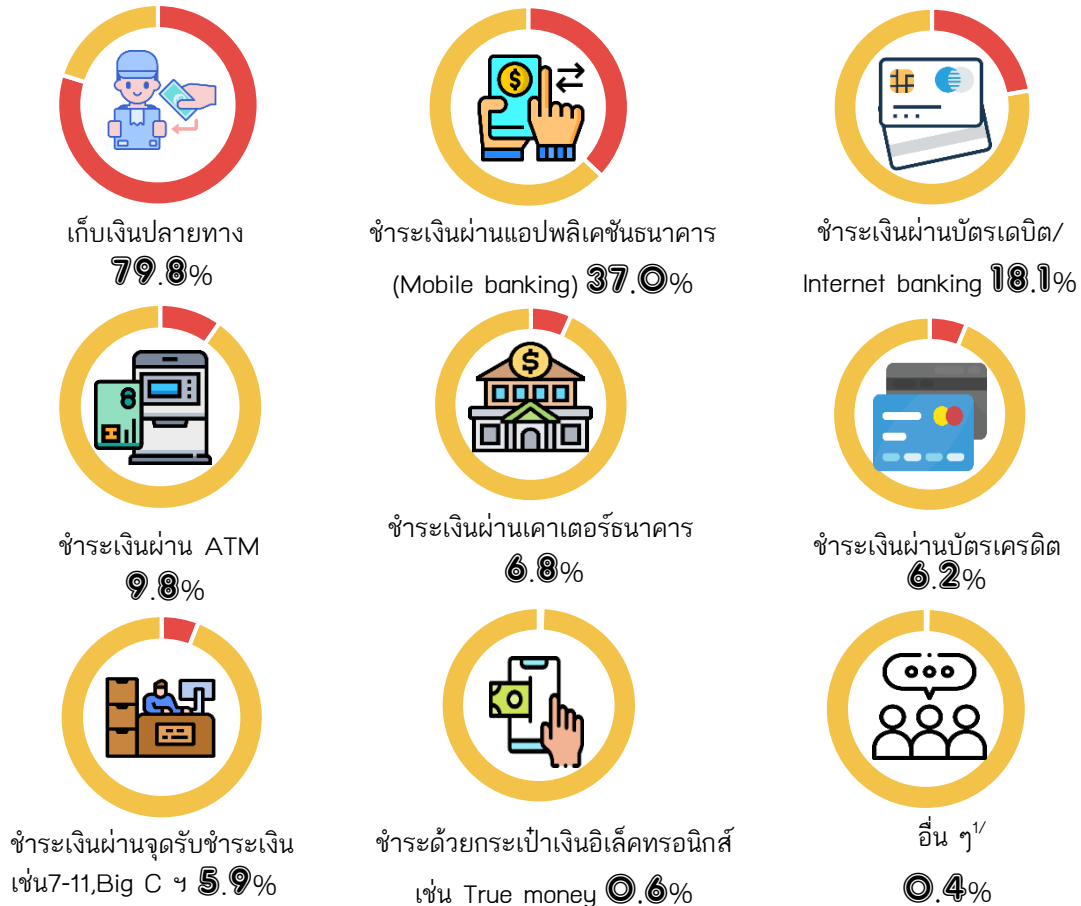 เก็บเงินปลายทาง
79.8%
ชำระเงินผ่านแอปพลิเคชันธนาคาร
(Mobile banking) 37.0%
ชำระเงินผ่านบัตรเดบิต/
Internet banking 18.1%
ชำระเงินผ่าน ATM
9.8%
ชำระเงินผ่านเคาเตอร์ธนาคาร
6.8%
ชำระเงินผ่านบัตรเครดิต
6.2%
ชำระเงินผ่านจุดรับชำระเงิน
เช่น7-11,Big C ฯ 5.9%
ชำระด้วยกระเป๋าเงินอิเล็คทรอนิกส์
เช่น True money 0.6%
อื่น ๆ1/
0.4%